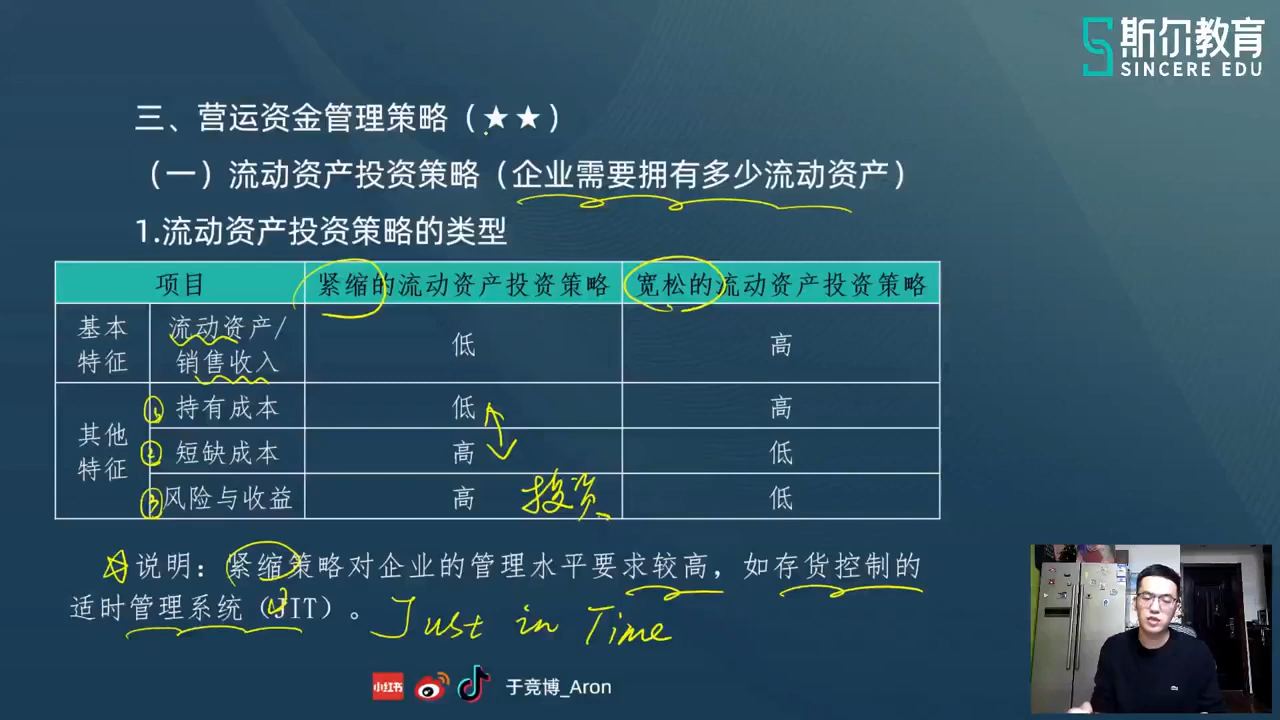 斯尔教育
SINCERE EDU
三、营运资金管理策略（★★）
（一）流动资产投资策略（企业需要拥有多少流动资产）
1.流动资产投资策略的类型
项目 紧缩的流动资产投资策略 宽松的流动资产投资策略
基本特征 流动资产/销售收入 低 高
其他特征 ① 持有成本 低 高
② 短缺成本 高 低
③ 风险与收益 高 投资 低
说明：紧缩策略对企业的管理水平要求较高，如存货控制的
适时管理系统（JIT）。 Just in Time
小红书 于竞博_Aron